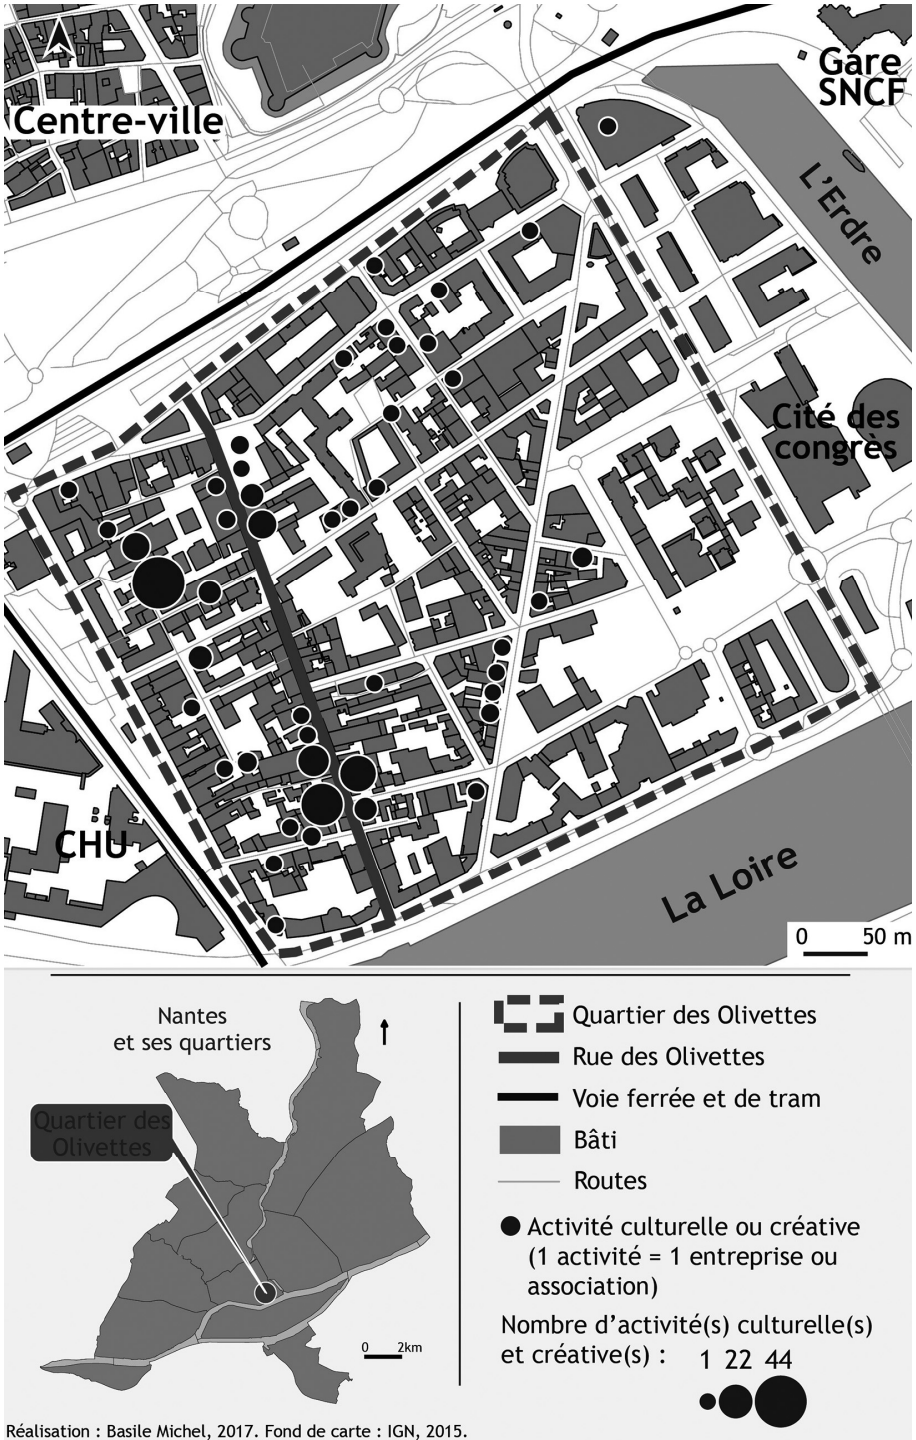 Centre-ville
Gare
SNCF
L'Erdre
Cité des
congrès
CHU
La Loire
0 50 m
Nantes
et ses quartiers
Quartier des
Olivettes
0 2km
Quartier des Olivettes
Rue des Olivettes
Voie ferrée et de tram
Bâti
Routes
Activité culturelle ou créative
(1 activité = 1 entreprise ou
association)
Nombre d'activité(s) culturelle(s)
et créative(s) : 1 22 44
Réalisation : Basile Michel, 2017. Fond de carte : IGN, 2015.